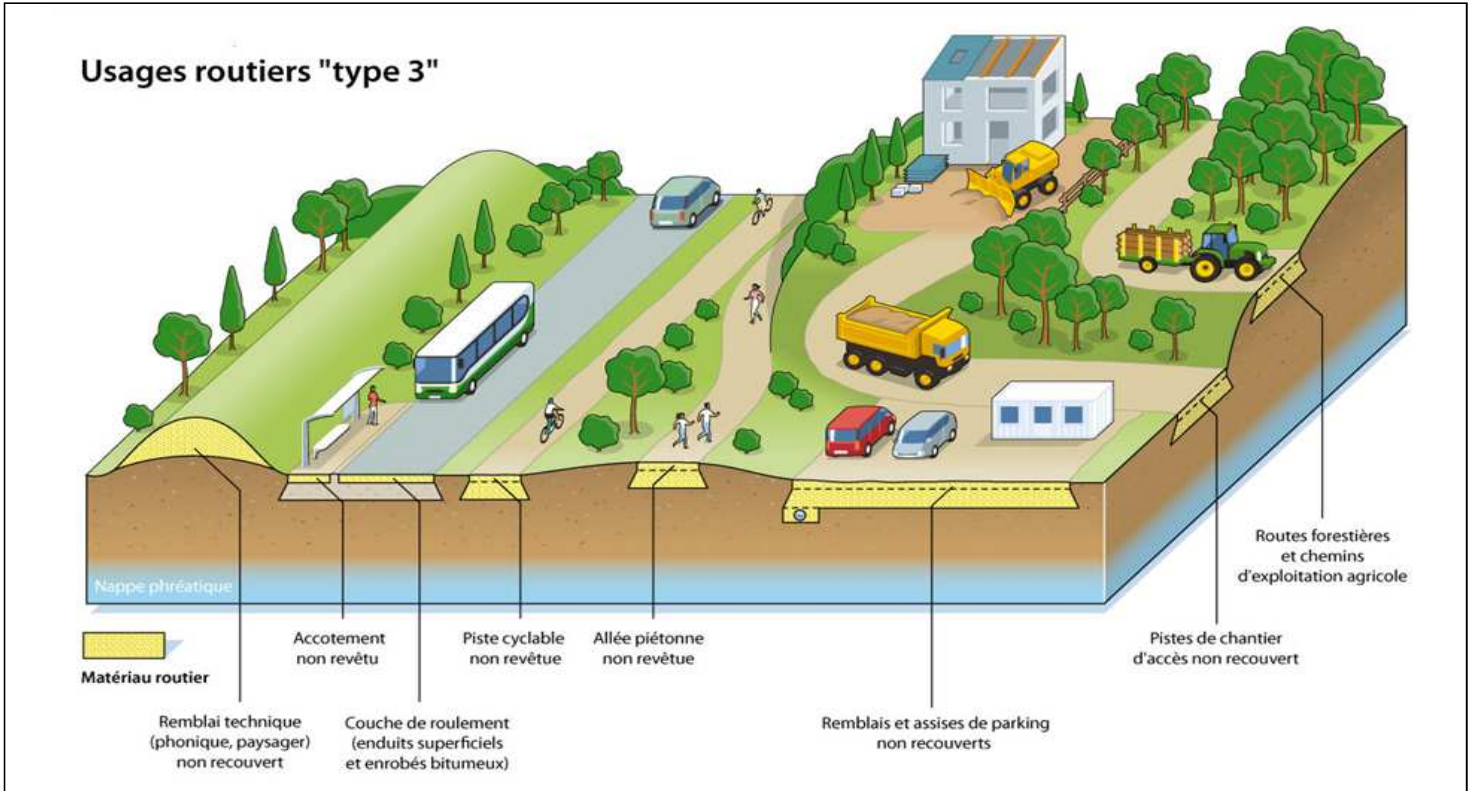 Usages routiers "type 3"
Nappe phréatique
Matériau routier
Accotement
non revêtu
Piste cyclable
non revêtue
Allée piétonne
non revêtue
Routes forestières
et chemins
d'exploitation agricole
Pistes de chantier
d'accès non recouvert
Remblai technique
(phonique, paysager)
non recouvert
Couche de roulement
(enduits superficiels
et enrobés bitumeux)
Remblais et assises de parking
non recouverts